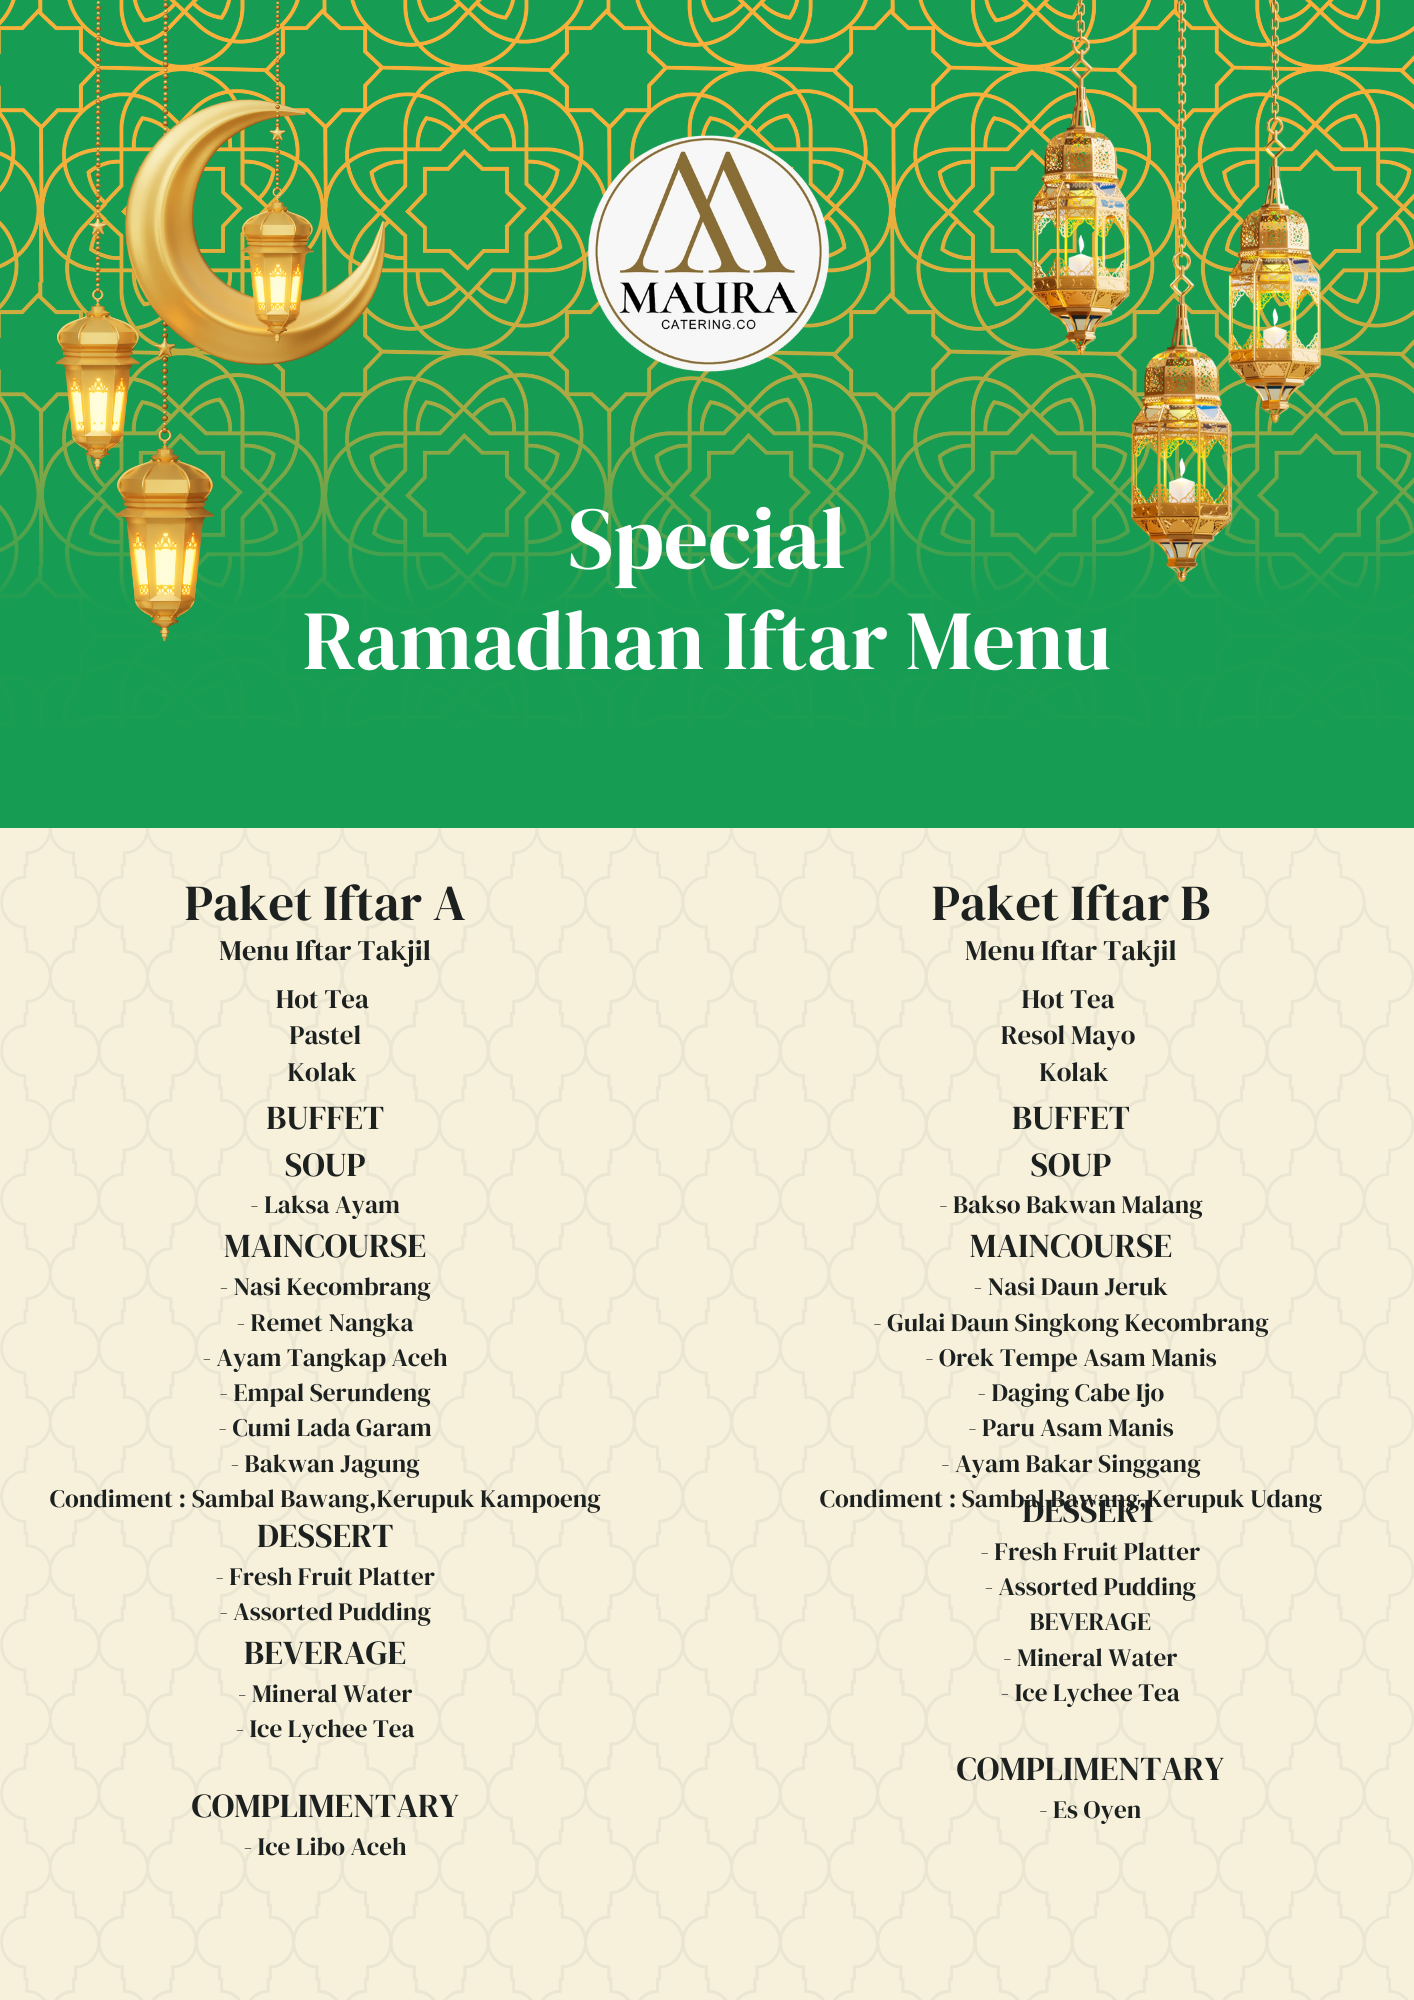 MAURA
CATERING.CO
Special
Ramadhan Iftar Menu
Paket Iftar A
Menu Iftar Takjil
Hot Tea
Pastel
Kolak
BUFFET
SOUP
- Laksa Ayam
MAINCOURSE
- Nasi Kecombrang
- Remet Nangka
- Ayam Tangkap Aceh
- Empal Serundeng
- Cumi Lada Garam
- Bakwan Jagung
Condiment : Sambal Bawang,Kerupuk Kampoeng
DESSERT
- Fresh Fruit Platter
- Assorted Pudding
BEVERAGE
- Mineral Water
- Ice Lychee Tea
COMPLIMENTARY
- Ice Libo Aceh
Paket Iftar B
Menu Iftar Takjil
Hot Tea
Resol Mayo
Kolak
BUFFET
SOUP
- Bakso Bakwan Malang
MAINCOURSE
- Nasi Daun Jeruk
- Gulai Daun Singkong Kecombrang
- Orek Tempe Asam Manis
- Daging Cabe Ijo
- Paru Asam Manis
- Ayam Bakar Singgang
Condiment : Sambal Bawang,Kerupuk Udang
DESSERT
- Fresh Fruit Platter
- Assorted Pudding
BEVERAGE
- Mineral Water
- Ice Lychee Tea
COMPLIMENTARY
- Es Oyen